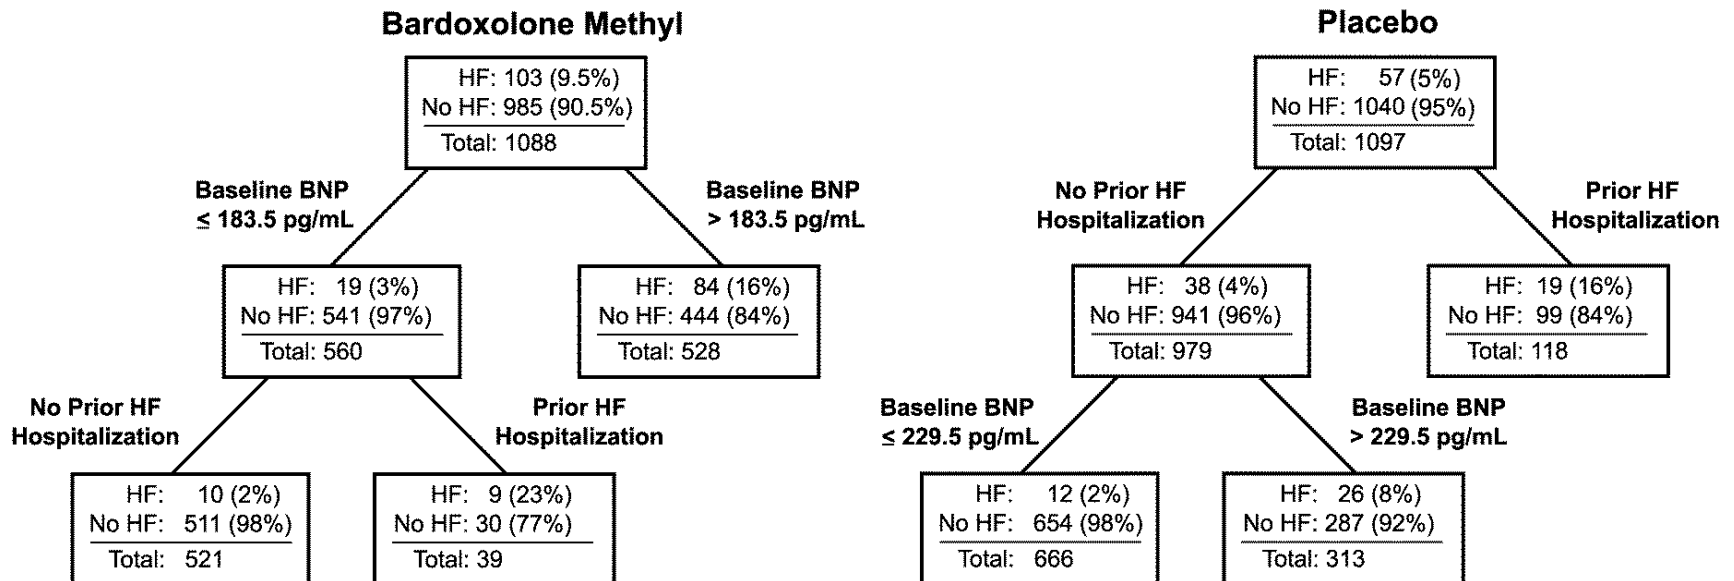 Bardoxolone Methyl
HF: 103 (9.5%)
No HF: 985 (90.5%)
Total: 1088
Baseline BNP
≤ 183.5 pg/mL
Baseline BNP
> 183.5 pg/mL
HF: 19 (3%)
No HF: 541 (97%)
Total: 560
HF: 84 (16%)
No HF: 444 (84%)
Total: 528
No Prior HF
Hospitalization
Prior HF
Hospitalization
HF: 10 (2%)
No HF: 511 (98%)
Total: 521
HF: 9 (23%)
No HF: 30 (77%)
Total: 39
Placebo
HF: 57 (5%)
No HF: 1040 (95%)
Total: 1097
No Prior HF
Hospitalization
Prior HF
Hospitalization
HF: 38 (4%)
No HF: 941 (96%)
Total: 979
HF: 19 (16%)
No HF: 99 (84%)
Total: 118
Baseline BNP
≤ 229.5 pg/mL
Baseline BNP
> 229.5 pg/mL
HF: 12 (2%)
No HF: 654 (98%)
Total: 666
HF: 26 (8%)
No HF: 287 (92%)
Total: 313